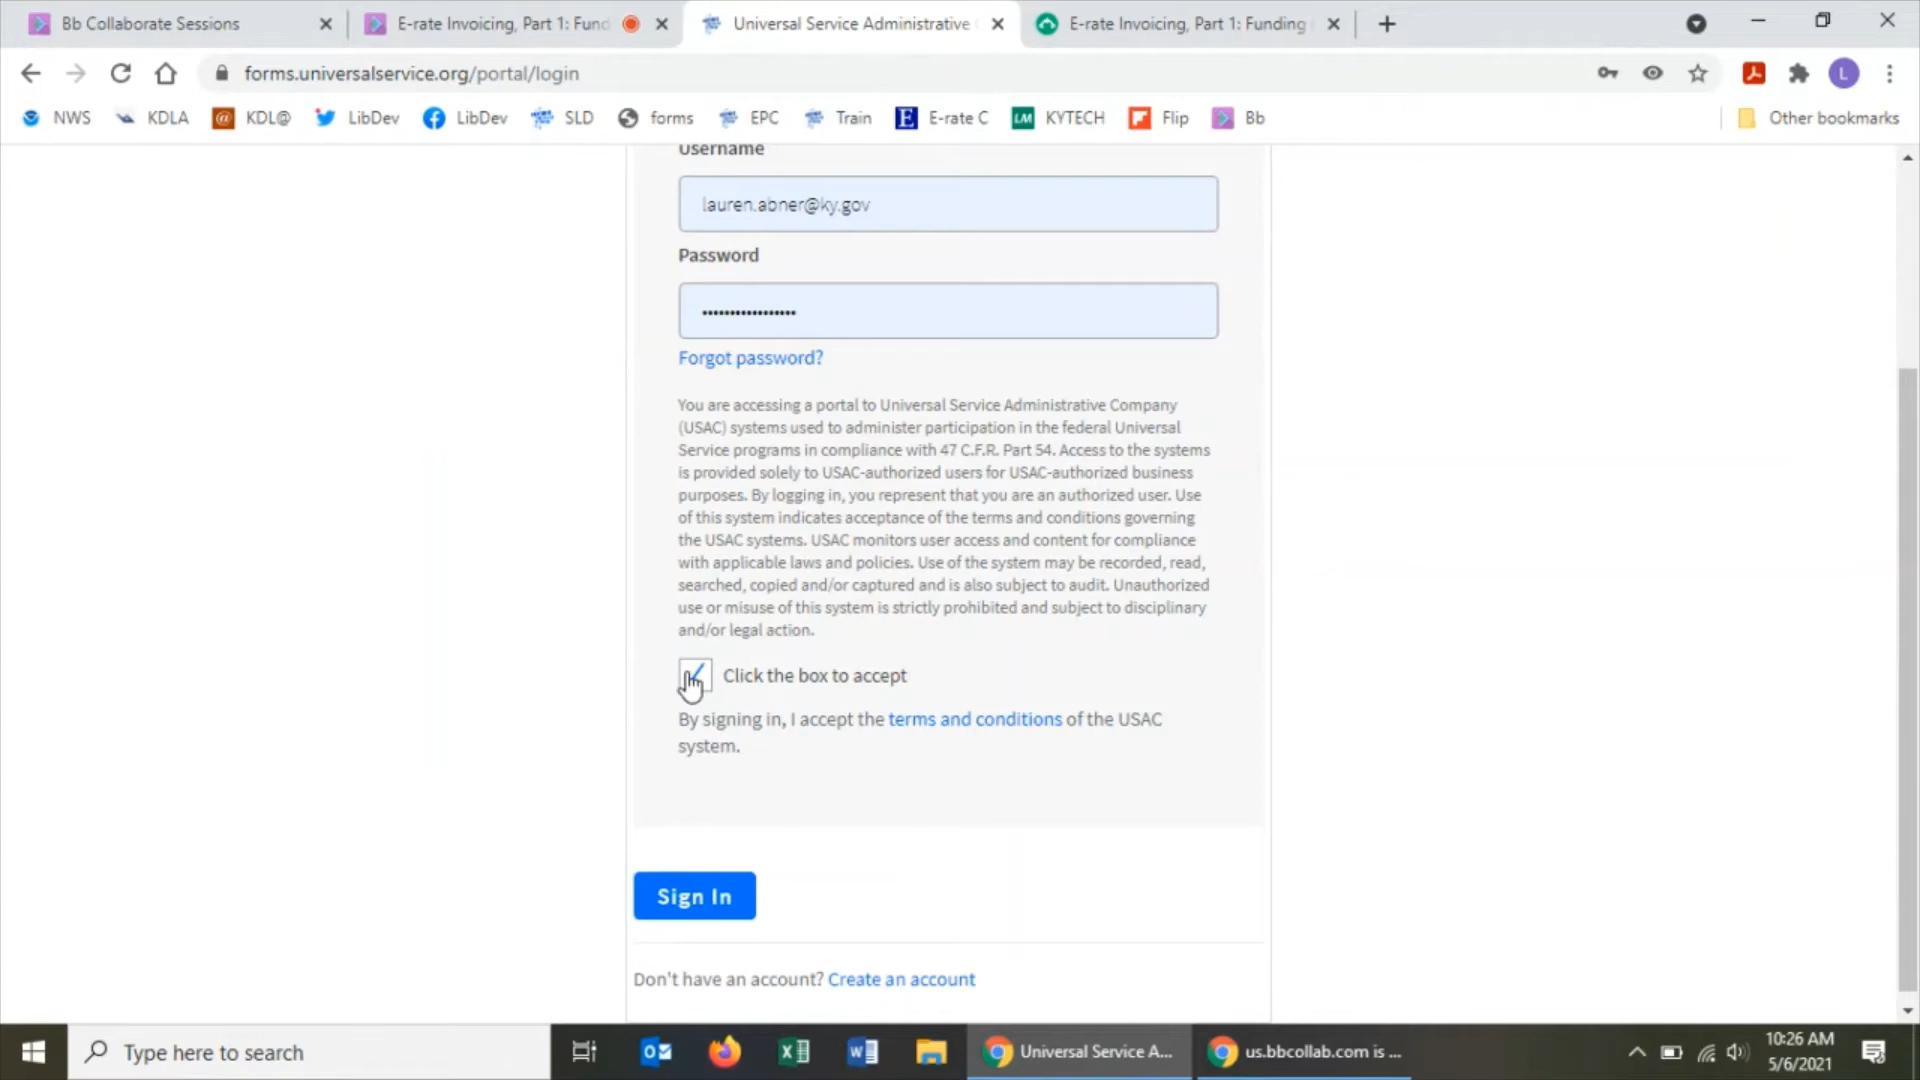 Bb Collaborate Sessions
E-rate Invoicing, Part 1: Fund
Universal Service Administrative
E-rate Invoicing, Part 1: Funding
forms.universalservice.org/portal/login
L
NWS
KDLA
KDL@
LibDev
LibDev
SLD
forms
EPC
Train
E-rate C
KYTECH
Flip
Bb
Other bookmarks
Username
lauren.abner@ky.gov
Password
Forgot password?
You are accessing a portal to Universal Service Administrative Company
(USAC) systems used to administer participation in the federal Universal
Service programs in compliance with 47 C.F.R. Part 54. Access to the systems
is provided solely to USAC-authorized users for USAC-authorized business
purposes. By logging in, you represent that you are an authorized user. Use
of this system indicates acceptance of the terms and conditions governing
the USAC systems. USAC monitors user access and content for compliance
with applicable laws and policies. Use of the system may be recorded, read,
searched, copied and/or captured and is also subject to audit. Unauthorized
use or misuse of this system is strictly prohibited and subject to disciplinary
and/or legal action.
Click the box to accept
By signing in, I accept the terms and conditions of the USAC
system.
Sign In
Don't have an account? Create an account
Type here to search
Universal Service A...
us.bbcollab.com is ...
10:26 AM
5/6/2021